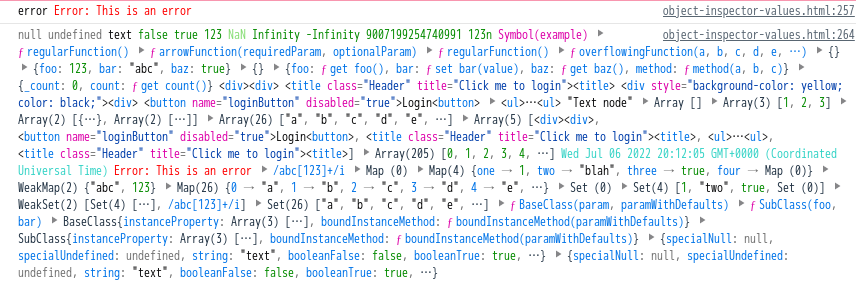 error Error: This is an error object-inspector-values.html:257
null undefined text false true 123 NaN Infinity -Infinity 9007199254740991 123n Symbol(example) ▶ object-inspector-values.html:264
ƒ regularFunction() ▶ ƒ arrowFunction(requiredParam, optionalParam) ▶ ƒ regularFunction() ▶ ƒ overflowingFunction(a, b, c, d, e, …) ▶ {}
▶ {foo: 123, bar: "abc", baz: true} ▶ {} ▶ {foo: ƒ get foo(), bar: ƒ set bar(value), baz: ƒ get baz(), method: ƒ method(a, b, c)} ▶
{_count: 0, count: ƒ get count()} <div><div> <title class="Header" title="Click me to login"><title> <div style="background-color: yellow;
color: black;"><div> <button name="loginButton" disabled="true">Login<button> ▶ <ul>…<ul> "Text node" ▶ Array [] ▶ Array(3) [1, 2, 3] ▶
Array(2) [{…}, Array(2) […]] ▶ Array(26) ["a", "b", "c", "d", "e", …] ▶ Array(5) [<div><div>,
<button name="loginButton" disabled="true">Login<button>, <title class="Header" title="Click me to login"><title>, <ul>…<ul>,
<title class="Header" title="Click me to login"><title>] ▶ Array(205) [0, 1, 2, 3, 4, …] Wed Jul 06 2022 20:12:05 GMT+0000 (Coordinated
Universal Time) Error: This is an error ▶ /abc[123]+/i ▶ Map (0) ▶ Map(4) {one → 1, two → "blah", three → true, four → Map (0)} ▶
WeakMap(2) {"abc", 123} ▶ Map(26) {0 → "a", 1 → "b", 2 → "c", 3 → "d", 4 → "e", …} ▶ Set (0) ▶ Set(4) [1, "two", true, Set (0)] ▶
WeakSet(2) [Set(4) […], /abc[123]+/i] ▶ Set(26) ["a", "b", "c", "d", "e", …] ▶ ƒ BaseClass(param, paramWithDefaults) ▶ ƒ SubClass(foo,
bar) ▶ BaseClass{instanceProperty: Array(3) […], boundInstanceMethod: ƒ boundInstanceMethod(paramWithDefaults)} ▶
SubClass{instanceProperty: Array(3) […], boundInstanceMethod: ƒ boundInstanceMethod(paramWithDefaults)} ▶ {specialNull: null,
specialUndefined: undefined, string: "text", booleanFalse: false, booleanTrue: true, …} ▶ {specialNull: null, specialUndefined:
undefined, string: "text", booleanFalse: false, booleanTrue: true, …}